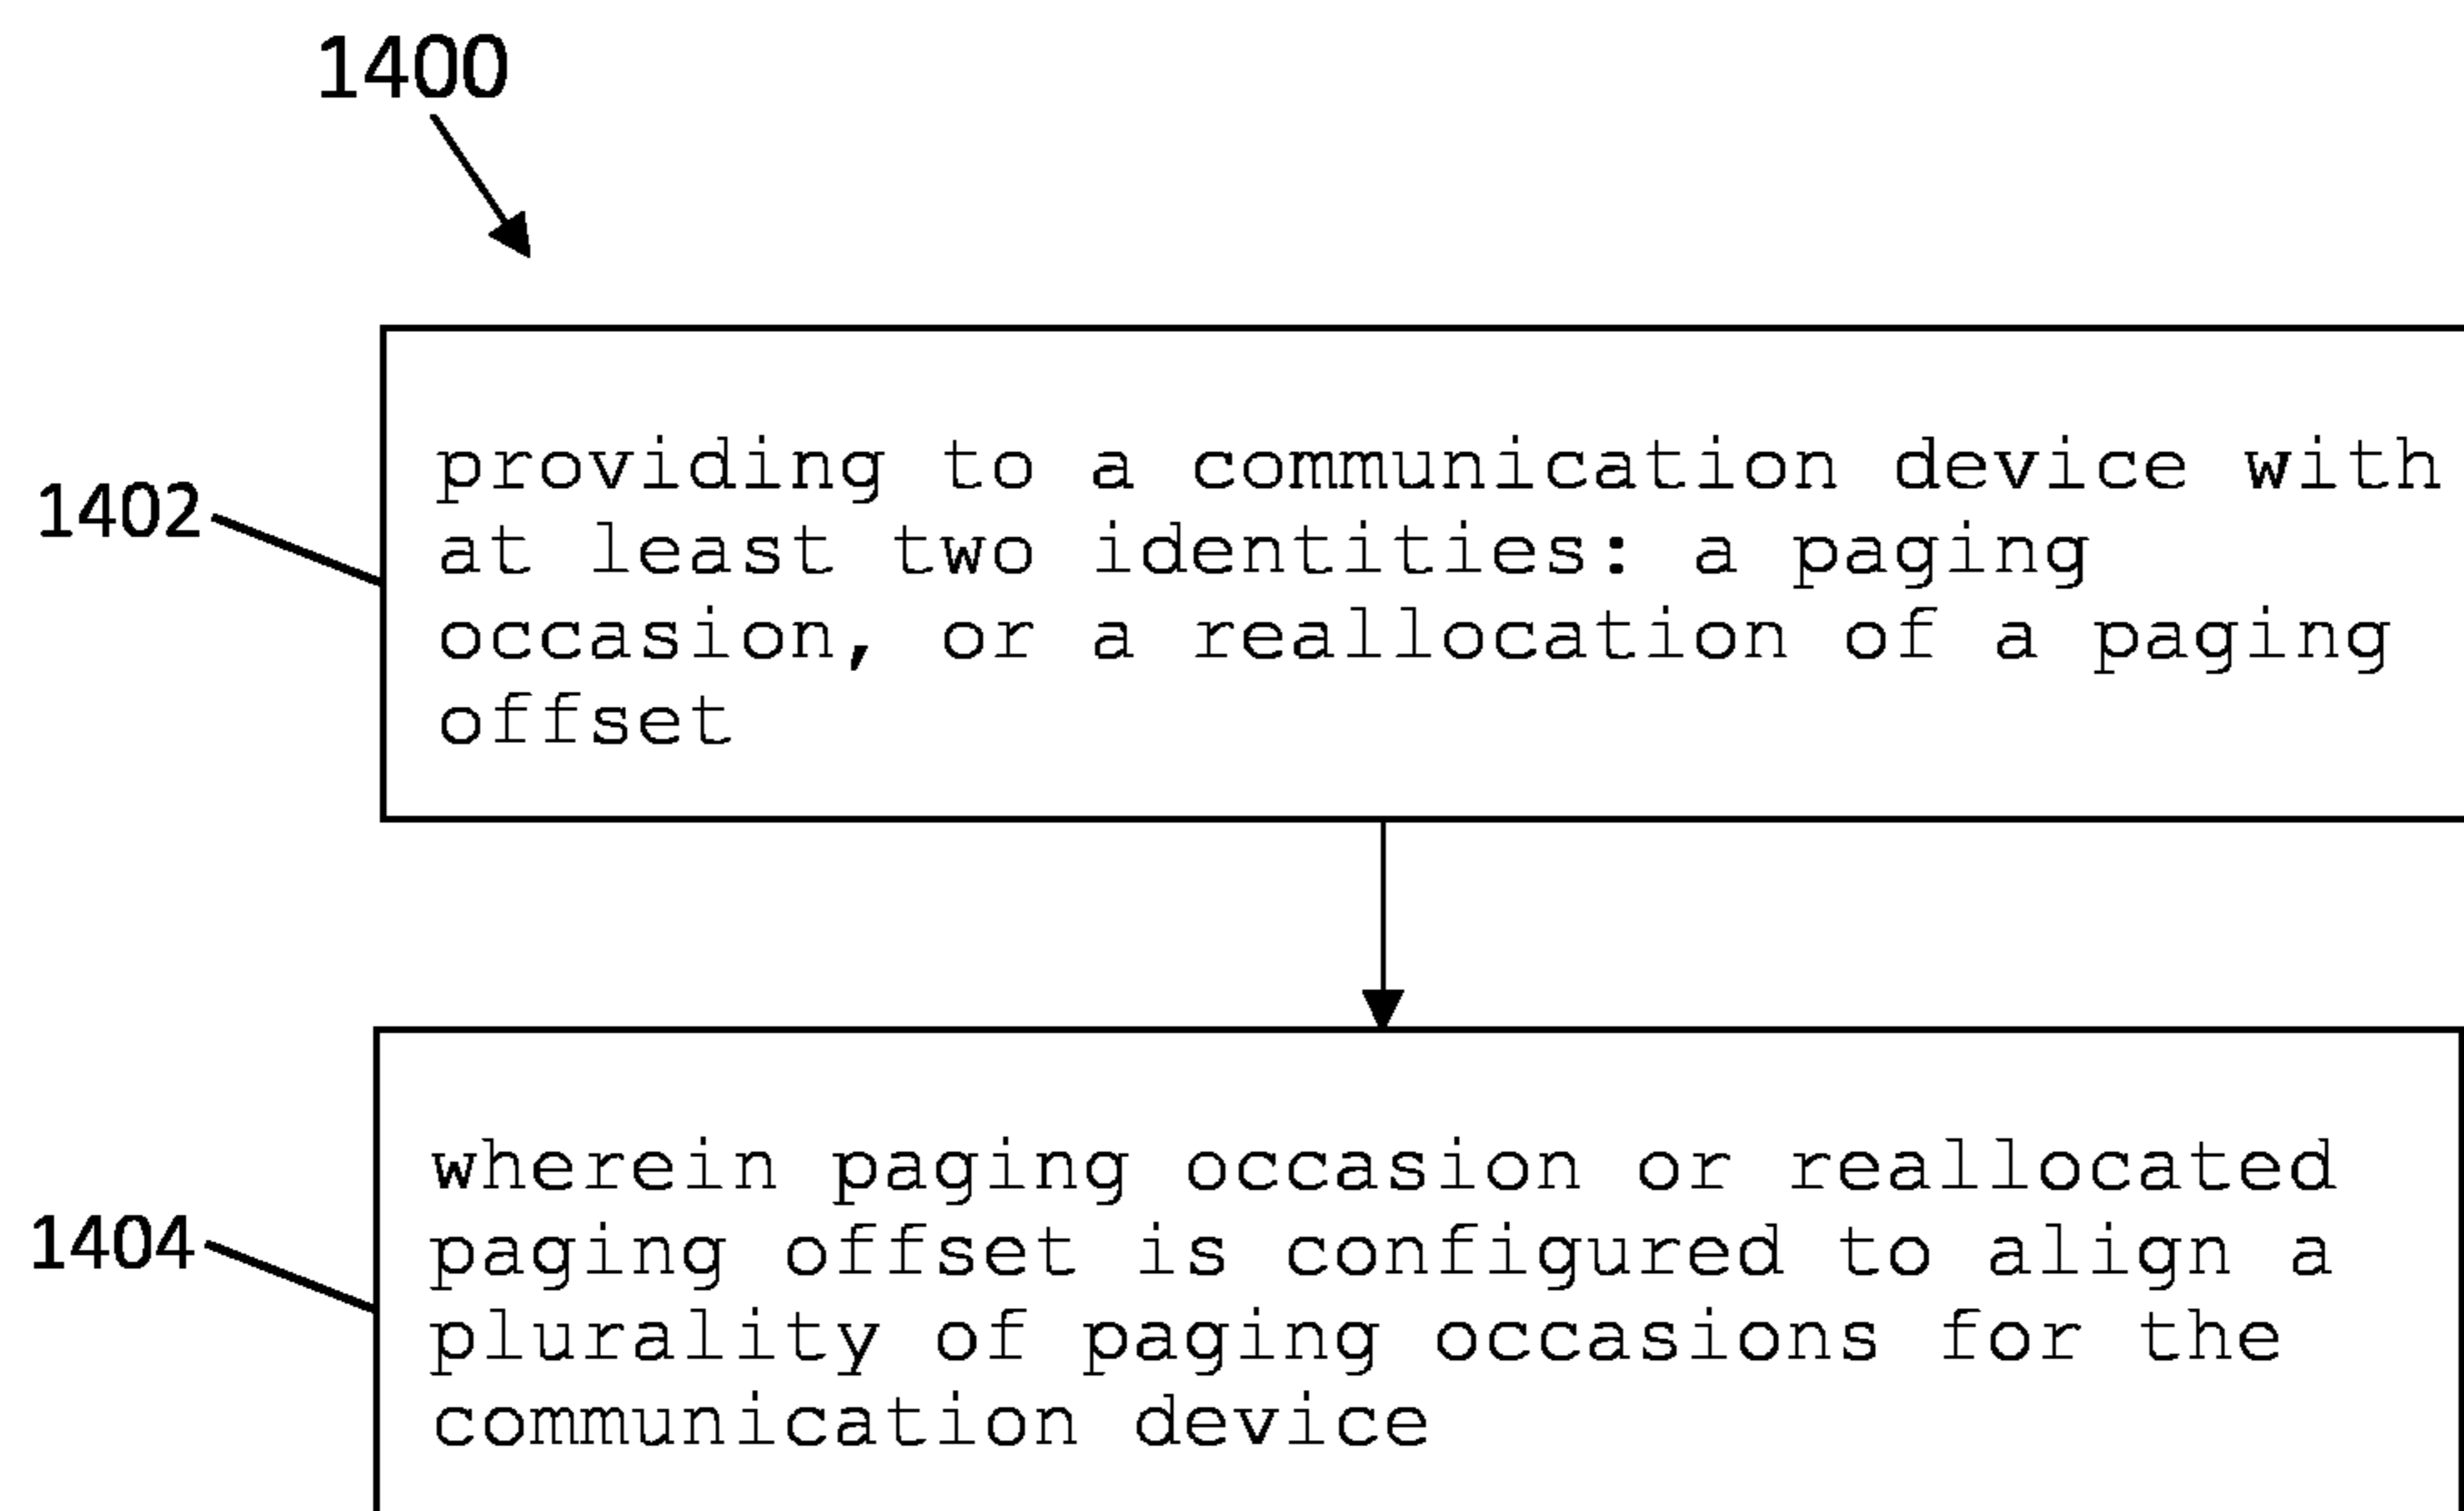 1400
1402
providing to a communication device with
at least two identities: a paging
occasion, or a reallocation of a paging
offset
1404
wherein paging occasion or reallocated
paging offset is configured to align a
plurality of paging occasions for the
communication device